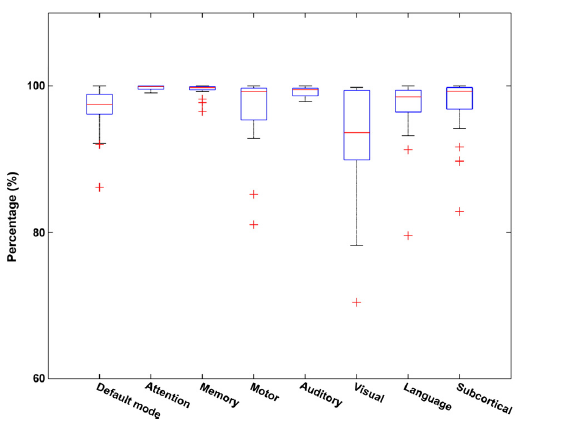 100
80
60
Percentage (%)
Default mode
Attention
Memory
Motor
Auditory
Visual
Language
Subcortical